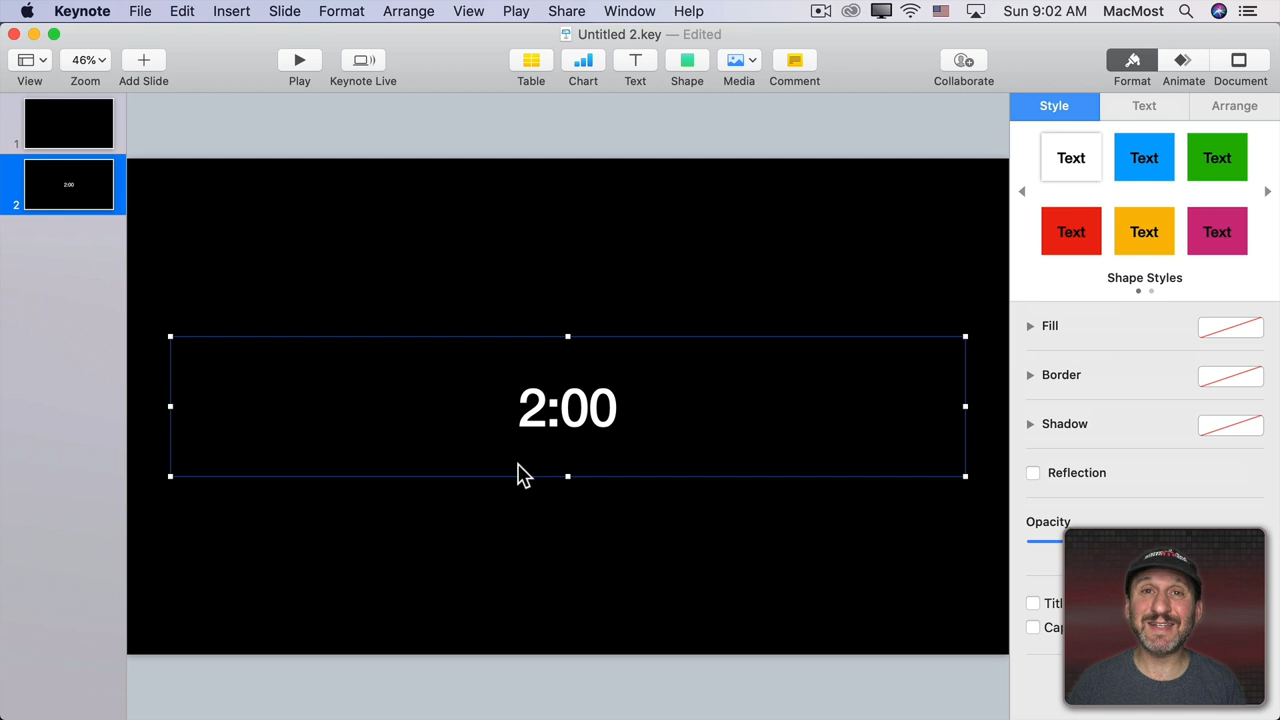 Keynote File Edit Insert Slide Format Arrange View Play Share Window Help Sun 9:02 AM MacMost
Untitled 2.key — Edited
46%
View Zoom Add Slide Play Keynote Live Table Chart Text Shape Media Comment Collaborate Format Animate Document
Style Text Arrange
1
2:00
2
2:00
Text Text Text
Text Text Text
Shape Styles
Fill
Border
Shadow
Reflection
Opacity